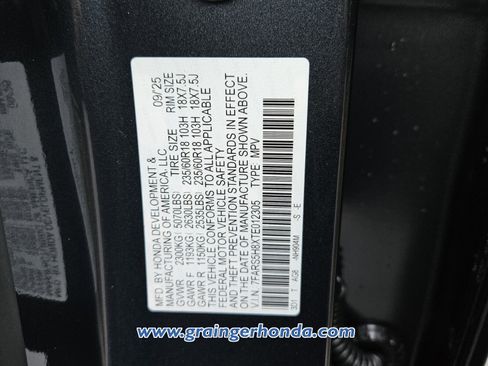 MFD. BY HONDA DEVELOPMENT & 09/25
MANUFACTURING OF AMERICA, LLC
TIRE SIZE RIM SIZE
GVWR 2300KG( 5070LBS)
GAWR F 1193KG( 2630LBS) 235/60R18 103H 18X7.5J
GAWR R 1150KG( 2535LBS) 235/60R18 103H 18X7.5J
THIS VEHICLE CONFORMS TO ALL APPLICABLE
FEDERAL MOTOR VEHICLE SAFETY
AND THEFT PREVENTION STANDARDS IN EFFECT
ON THE DATE OF MANUFACTURE SHOWN ABOVE.
V.I.N. 7FARS5H8XTE012305 TYPE MPV
NH904M -S -E
www.graingerhonda.com